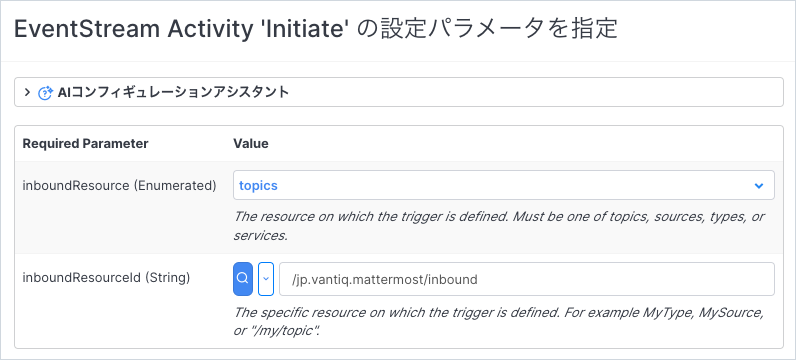 EventStream Activity 'Initiate' の設定パラメータを指定
AIコンフィギュレーションアシスタント
Required Parameter Value
inboundResource (Enumerated) topics
The resource on which the trigger is defined. Must be one of topics, sources, types, or
services.
inboundResourceId (String) /jp.vantiq.mattermost/inbound
The specific resource on which the trigger is defined. For example MyType, MySource,
or "/my/topic".